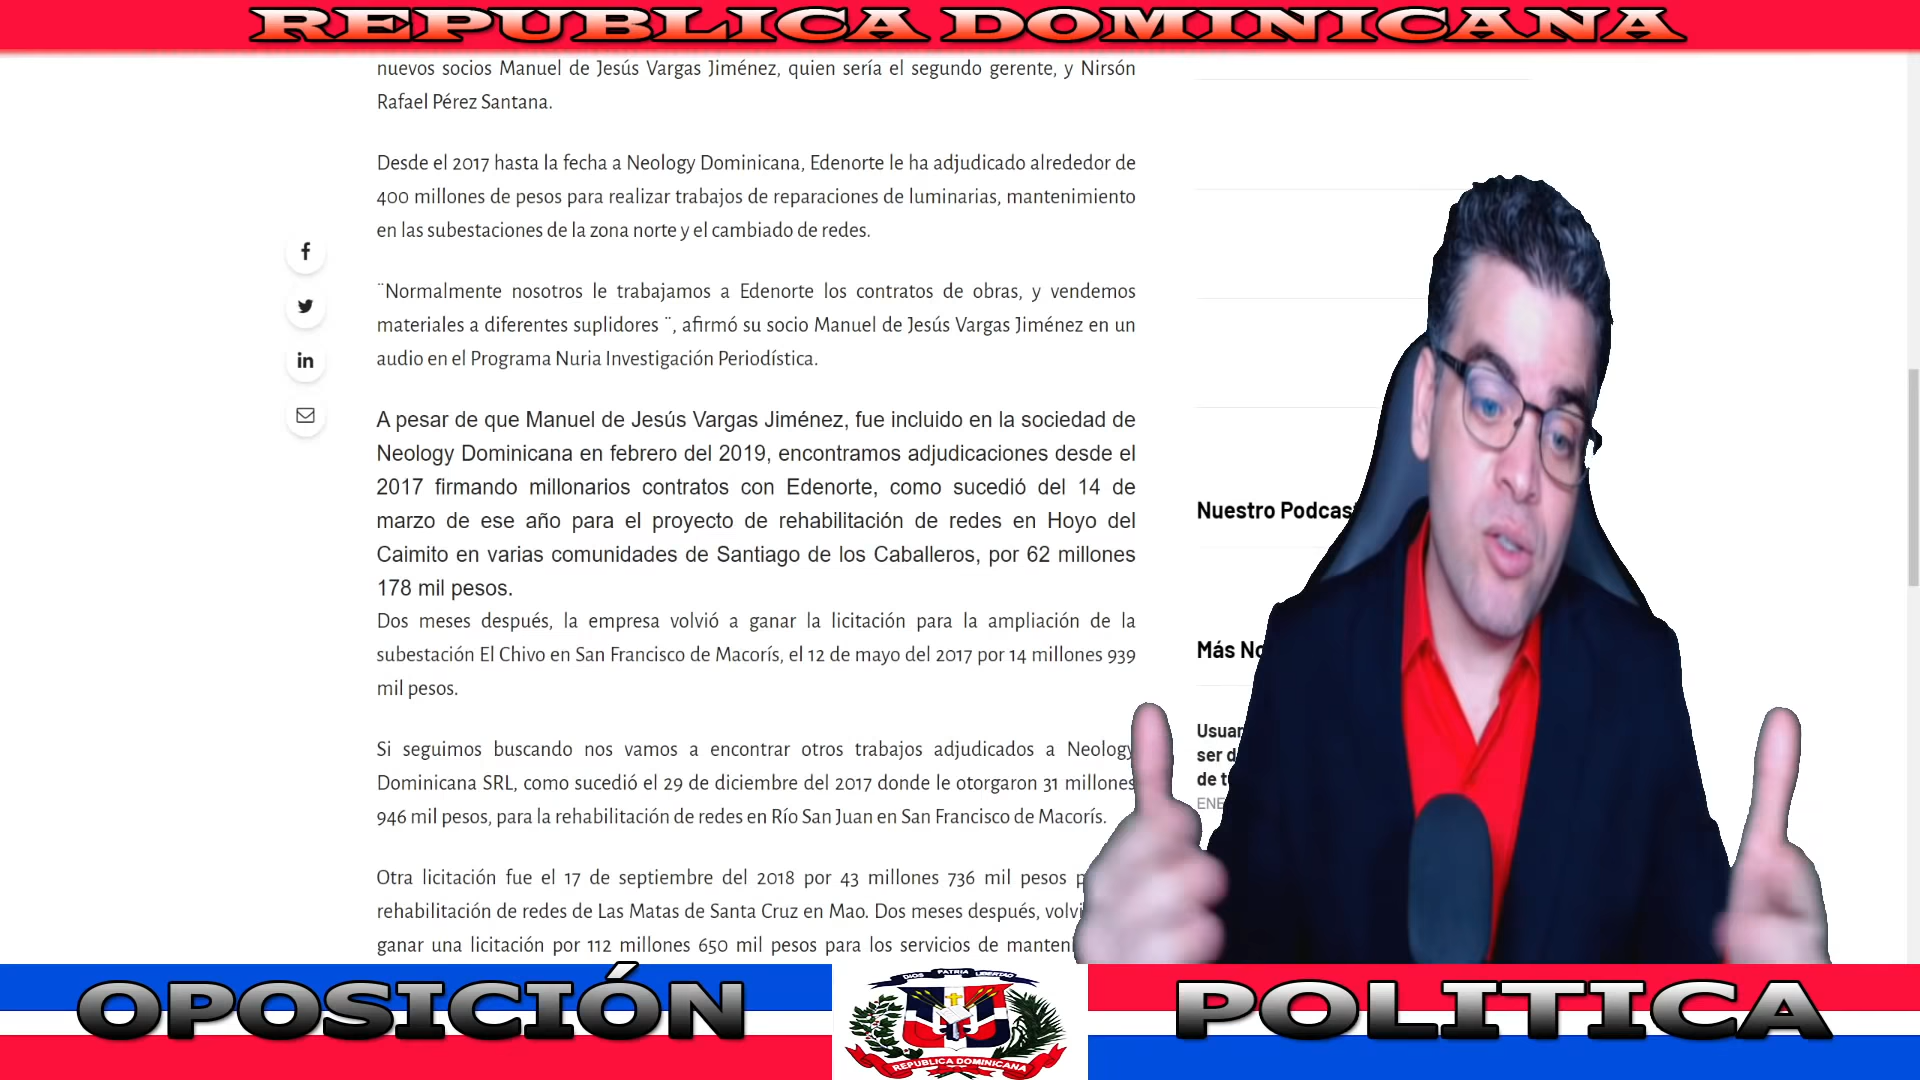 REPUBLICA DOMINICANA
nuevos socios Manuel de Jesús Vargas Jiménez, quien sería el segundo gerente, y Nirsón
Rafael Pérez Santana.
Desde el 2017 hasta la fecha a Neology Dominicana, Edenorte le ha adjudicado alrededor de
400 millones de pesos para realizar trabajos de reparaciones de luminarias, mantenimiento
en las subestaciones de la zona norte y el cambiado de redes.
¨Normalmente nosotros le trabajamos a Edenorte los contratos de obras, y vendemos
materiales a diferentes suplidores ¨, afirmó su socio Manuel de Jesús Vargas Jiménez en un
audio en el Programa Nuria Investigación Periodística.
A pesar de que Manuel de Jesús Vargas Jiménez, fue incluido en la sociedad de
Neology Dominicana en febrero del 2019, encontramos adjudicaciones desde el
2017 firmando millonarios contratos con Edenorte, como sucedió del 14 de
marzo de ese año para el proyecto de rehabilitación de redes en Hoyo del
Caimito en varias comunidades de Santiago de los Caballeros, por 62 millones
178 mil pesos.
Dos meses después, la empresa volvió a ganar la licitación para la ampliación de la
subestación El Chivo en San Francisco de Macorís, el 12 de mayo del 2017 por 14 millones 939
mil pesos.
Si seguimos buscando nos vamos a encontrar otros trabajos adjudicados a Neology
Dominicana SRL, como sucedió el 29 de diciembre del 2017 donde le otorgaron 31 millones
946 mil pesos, para la rehabilitación de redes en Río San Juan en San Francisco de Macorís.
Otra licitación fue el 17 de septiembre del 2018 por 43 millones 736 mil pesos
rehabilitación de redes de Las Matas de Santa Cruz en Mao. Dos meses después,
ganar una licitación por 112 millones 650 mil pesos para los servicios de
Nuestro
Más
ser
de
OPOSICIÓN
DIOS PATRIA LIBERTAD
REPUBLICA DOMINICANA
POLITICA